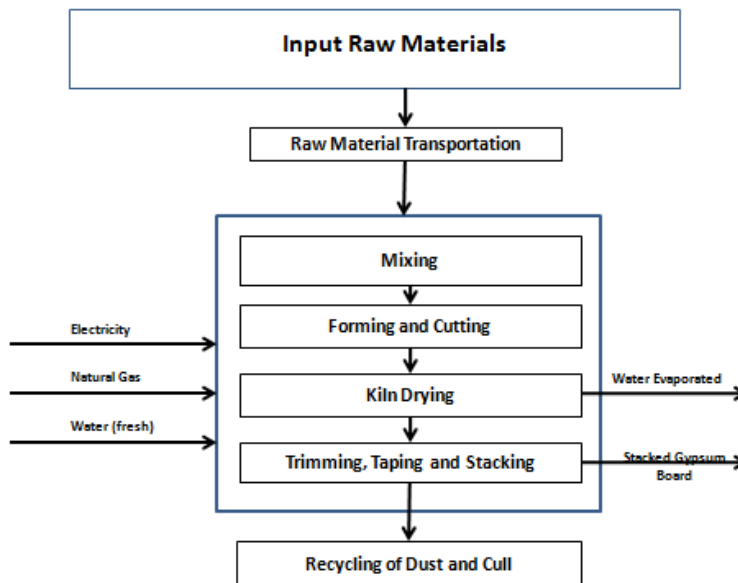 Input Raw Materials
Raw Material Transportation
Mixing
Forming and Cutting
Electricity
Natural Gas
Kiln Drying
Water Evaporated
Water (fresh)
Trimming, Taping and Stacking
Stacked Gypsum
Board
Recycling of Dust and Cull